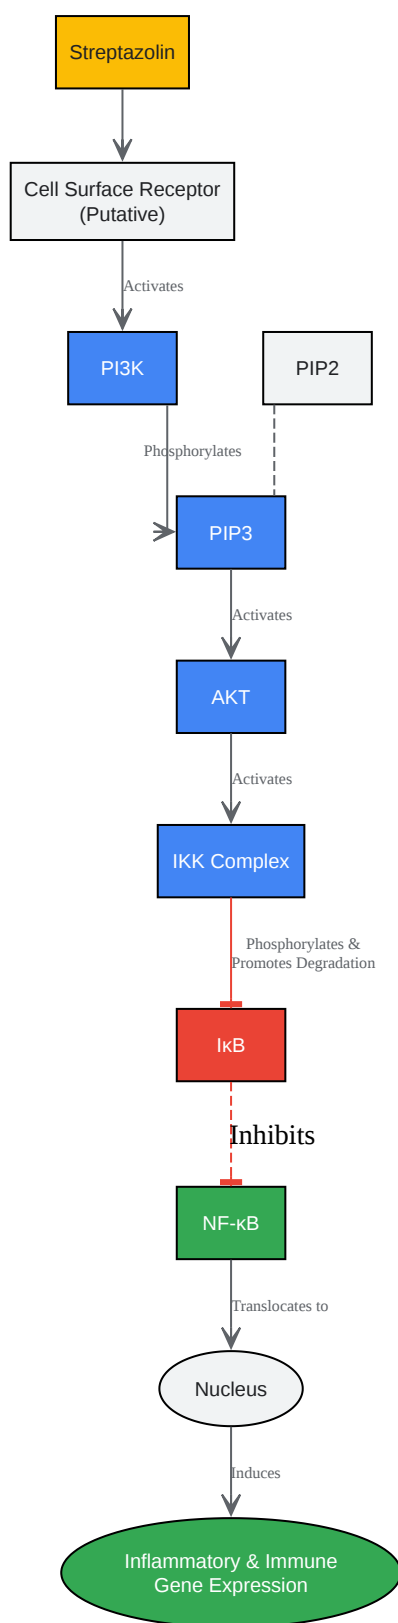 Streptazolin
Cell Surface Receptor
(Putative)
Activates
PI3K
PIP2
Phosphorylates
PIP3
Activates
AKT
Activates
IKK Complex
Phosphorylates &
Promotes Degradation
IκB
Inhibits
NF-κB
Translocates to
Nucleus
Induces
Inflammatory & Immune
Gene Expression